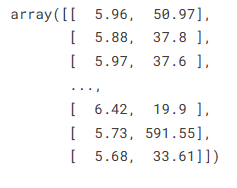 array([[  5.96,  50.97],
       [  5.88,  37.8 ],
       [  5.97,  37.6 ],
       ...,
       [  6.42,  19.9 ],
       [  5.73, 591.55],
       [  5.68,  33.61]])